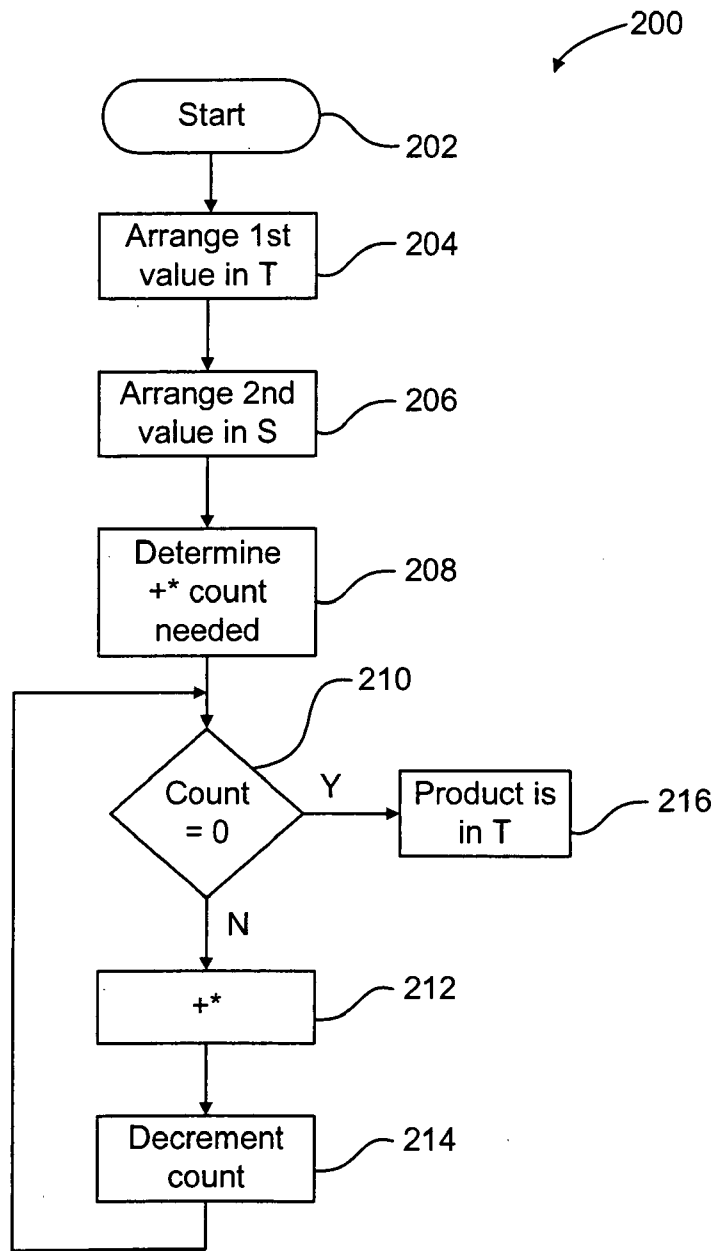 200
Start
202
Arrange 1st
value in T
204
Arrange 2nd
value in S
206
Determine
+* count
needed
208
210
Count
= 0
Y
Product is
in T
216
N
+*
212
Decrement
count
214